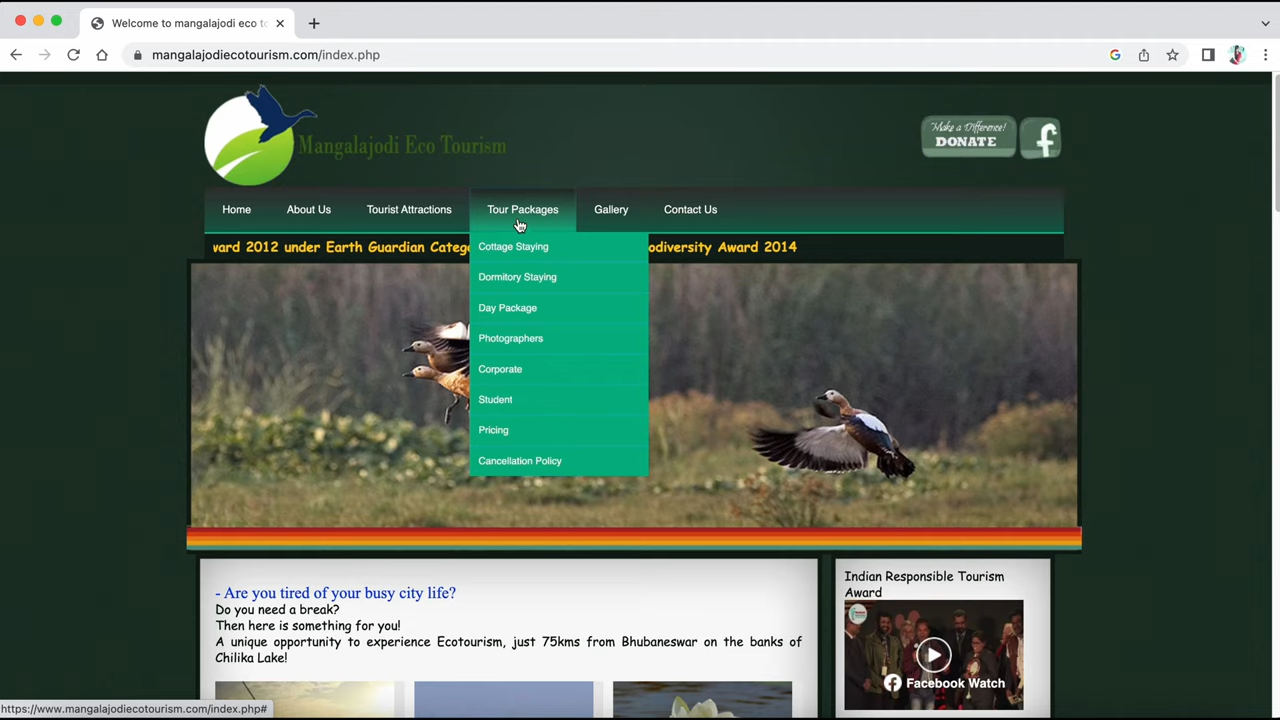 Welcome to mangalajodi eco to
mangalajodiecotourism.com/index.php
Mangalajodi Eco Tourism
"Make a Difference!
DONATE
f
Home About Us Tourist Attractions Tour Packages Gallery Contact Us
ward 2012 under Earth Guardian Catego odiversity Award 2014
Cottage Staying
Dormitory Staying
Day Package
Photographers
Corporate
Student
Pricing
Cancellation Policy
- Are you tired of your busy city life?
Do you need a break?
Then here is something for you!
A unique opportunity to experience Ecotourism, just 75kms from Bhubaneswar on the banks of
Chilika Lake!
Indian Responsible Tourism
Award
Facebook Watch
https://www.mangalajodiecotourism.com/index.php#